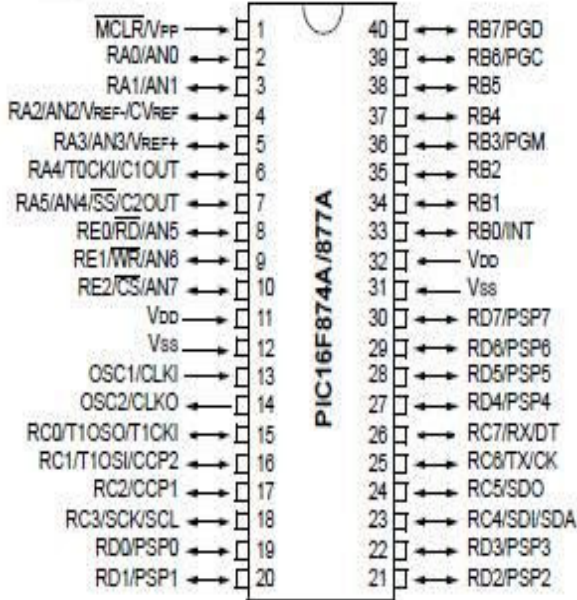 MCLR/VPP 1 40 RB7/PGD
RA0/AN0 2 39 RB6/PGC
RA1/AN1 3 38 RB5
RA2/AN2/VREF-/CVREF 4 37 RB4
RA3/AN3/VREF+ 5 36 RB3/PGM
RA4/T0CKI/C1OUT 6 35 RB2
RA5/AN4/SS/C2OUT 7 34 RB1
RE0/RD/AN5 8 33 RB0/INT
RE1/WR/AN6 9 32 VDD
RE2/CS/AN7 10 31 VSS
VDD 11 30 RD7/PSP7
VSS 12 29 RD6/PSP6
OSC1/CLKI 13 28 RD5/PSP5
OSC2/CLKO 14 27 RD4/PSP4
RC0/T1OSO/T1CKI 15 26 RC7/RX/DT
RC1/T1OSI/CCP2 16 25 RC6/TX/CK
RC2/CCP1 17 24 RC5/SDO
RC3/SCK/SCL 18 23 RC4/SDI/SDA
RD0/PSP0 19 22 RD3/PSP3
RD1/PSP1 20 21 RD2/PSP2
PIC16F874A/877A